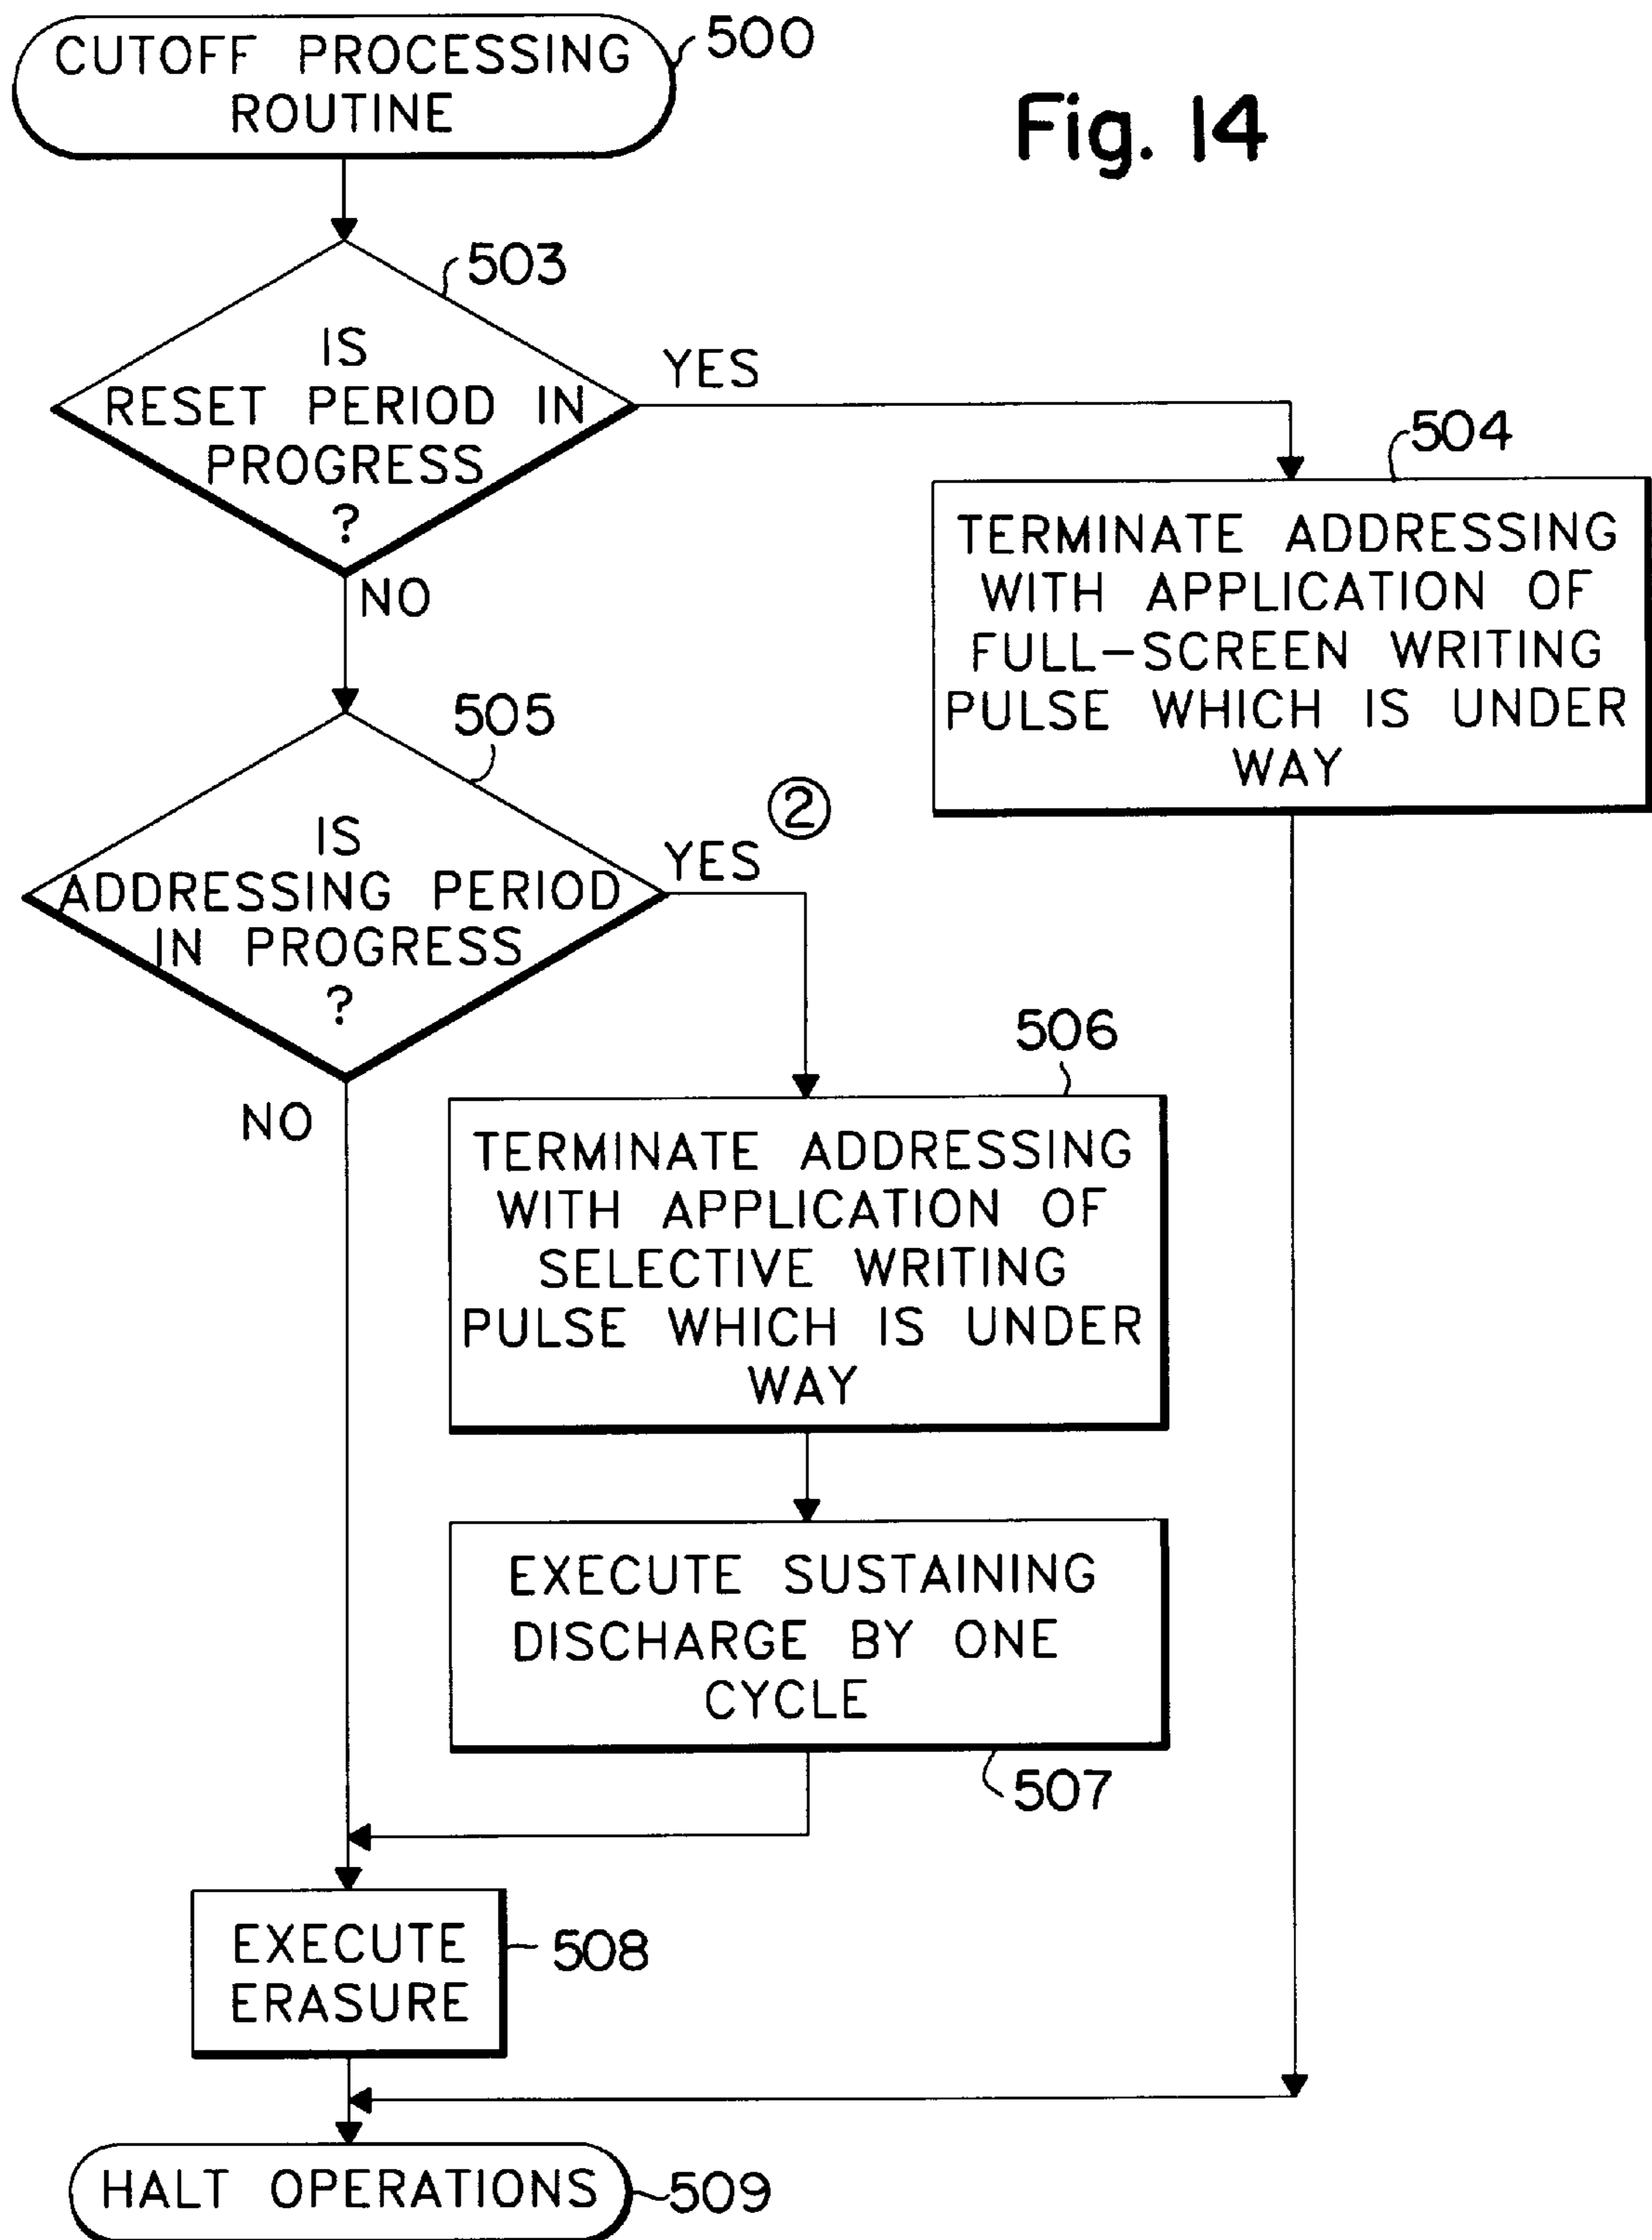 CUTOFF PROCESSING
ROUTINE
500
Fig. 14
503
IS
RESET PERIOD IN
PROGRESS
?
YES
NO
504
TERMINATE ADDRESSING
WITH APPLICATION OF
FULL-SCREEN WRITING
PULSE WHICH IS UNDER
WAY
505
IS
ADDRESSING PERIOD
IN PROGRESS
?
YES
②
NO
506
TERMINATE ADDRESSING
WITH APPLICATION OF
SELECTIVE WRITING
PULSE WHICH IS UNDER
WAY
EXECUTE SUSTAINING
DISCHARGE BY ONE
CYCLE
507
EXECUTE
ERASURE
508
HALT OPERATIONS
509